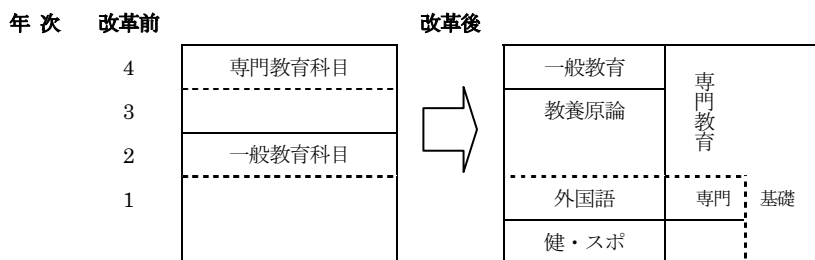 年次 改革前 改革後
4 専門教育科目 一般教育
専門教育
3 教養原論
2 一般教育科目
1 外国語 専門 基礎
健・スポ